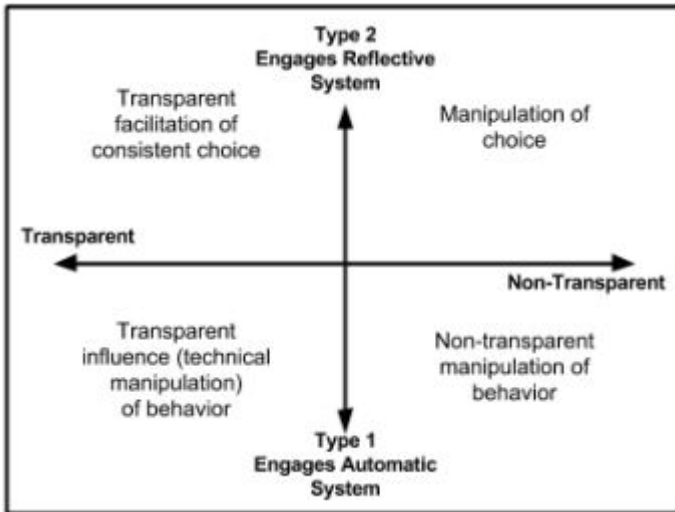 Type 2
Engages Reflective
System
Transparent
facilitation of
consistent choice
Manipulation of
choice
Transparent
Non-Transparent
Transparent
influence (technical
manipulation)
of behavior
Non-transparent
manipulation of
behavior
Type 1
Engages Automatic
System